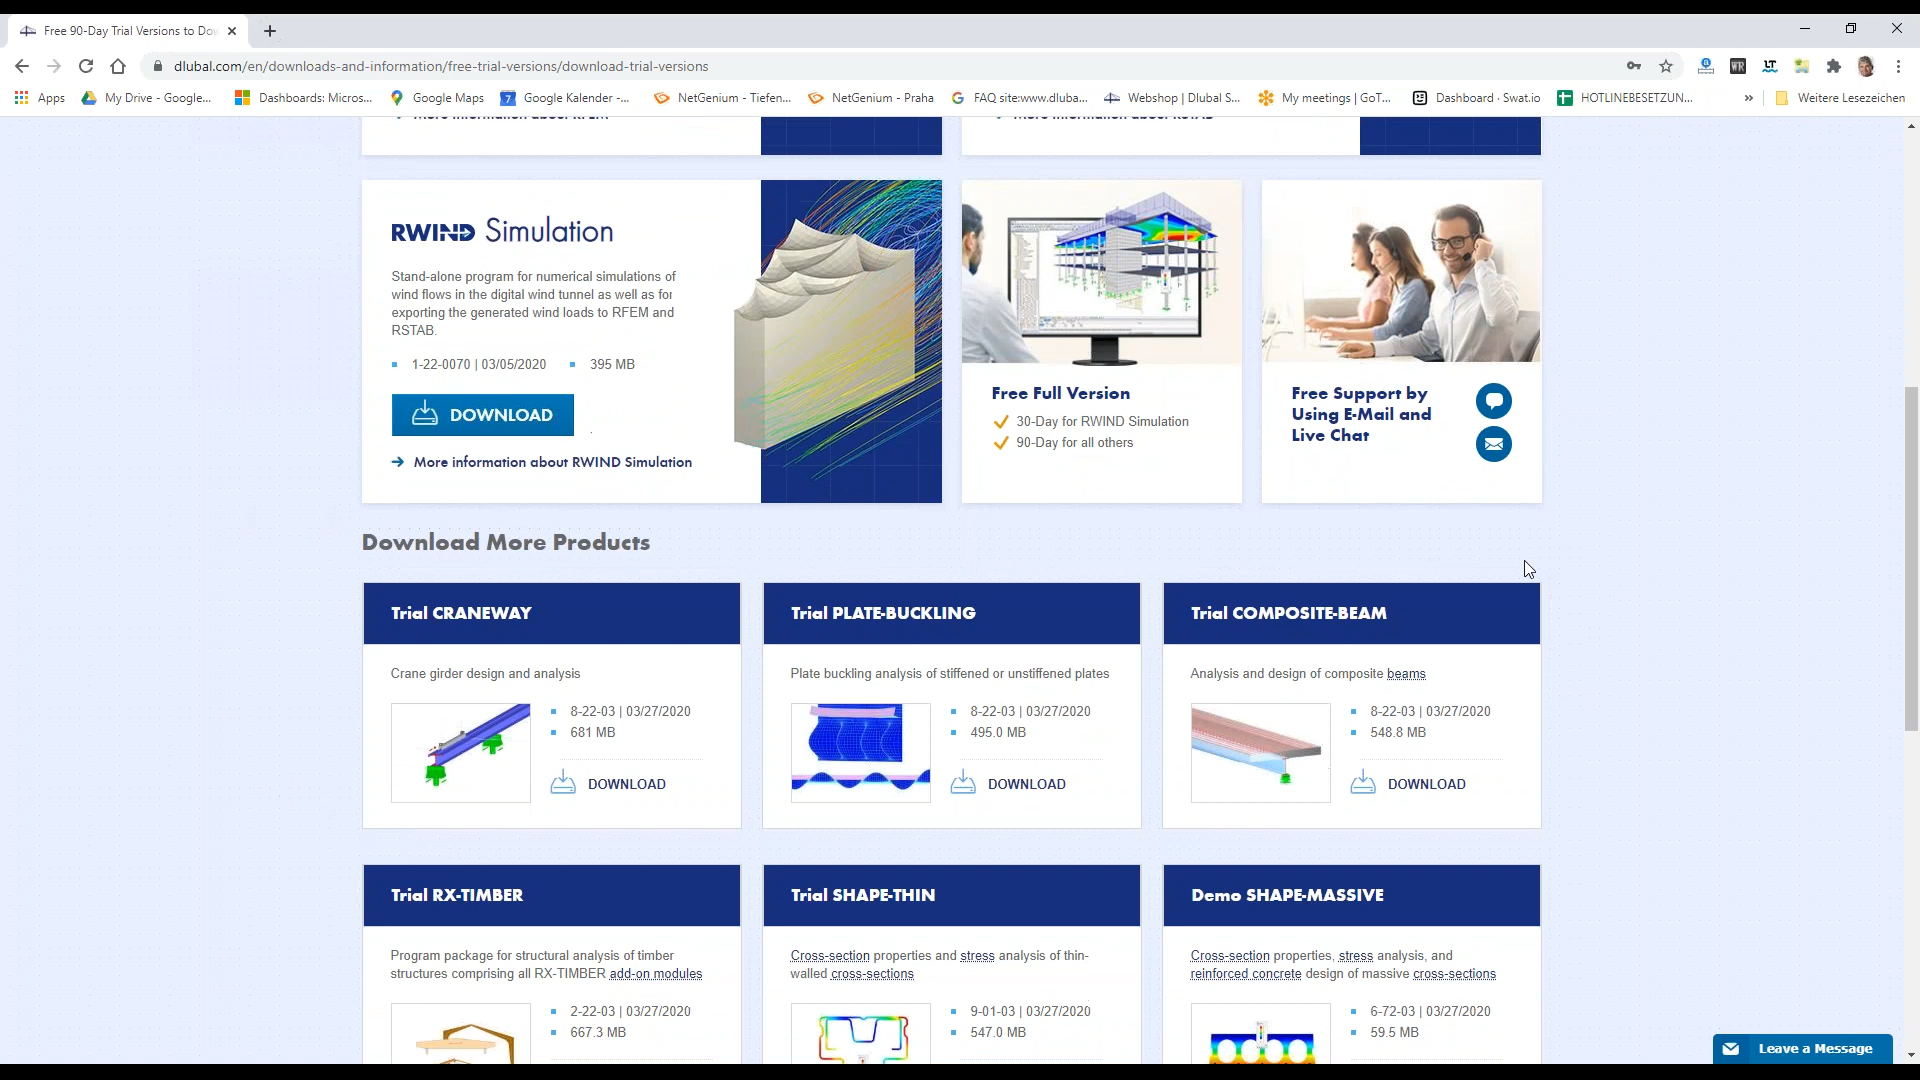 Free 90-Day Trial Versions to Dov
dlubal.com/en/downloads-and-information/free-trial-versions/download-trial-versions
Apps
My Drive - Google...
Dashboards: Micros...
Google Maps
7
Google Kalender -...
NetGenium - Tiefen...
NetGenium - Praha
FAQ site:www.dluba...
Webshop | Dlubal S...
My meetings | GoT...
Dashboard · Swat.io
HOTLINEBESETZUN...
»
Weitere Lesezeichen
More information about RFEM
More information about RSTAB
RWIND Simulation
Stand-alone program for numerical simulations of
wind flows in the digital wind tunnel as well as for
exporting the generated wind loads to RFEM and
RSTAB.
1-22-0070 | 03/05/2020
395 MB
DOWNLOAD
More information about RWIND Simulation
Free Full Version
30-Day for RWIND Simulation
90-Day for all others
Free Support by
Using E-Mail and
Live Chat
Download More Products
Trial CRANEWAY
Crane girder design and analysis
8-22-03 | 03/27/2020
681 MB
DOWNLOAD
Trial PLATE-BUCKLING
Plate buckling analysis of stiffened or unstiffened plates
8-22-03 | 03/27/2020
495.0 MB
DOWNLOAD
Trial COMPOSITE-BEAM
Analysis and design of composite beams
8-22-03 | 03/27/2020
548.8 MB
DOWNLOAD
Trial RX-TIMBER
Program package for structural analysis of timber
structures comprising all RX-TIMBER add-on modules
2-22-03 | 03/27/2020
667.3 MB
Trial SHAPE-THIN
Cross-section properties and stress analysis of thin-
walled cross-sections
9-01-03 | 03/27/2020
547.0 MB
Demo SHAPE-MASSIVE
Cross-section properties, stress analysis, and
reinforced concrete design of massive cross-sections
6-72-03 | 03/27/2020
59.5 MB
Leave a Message